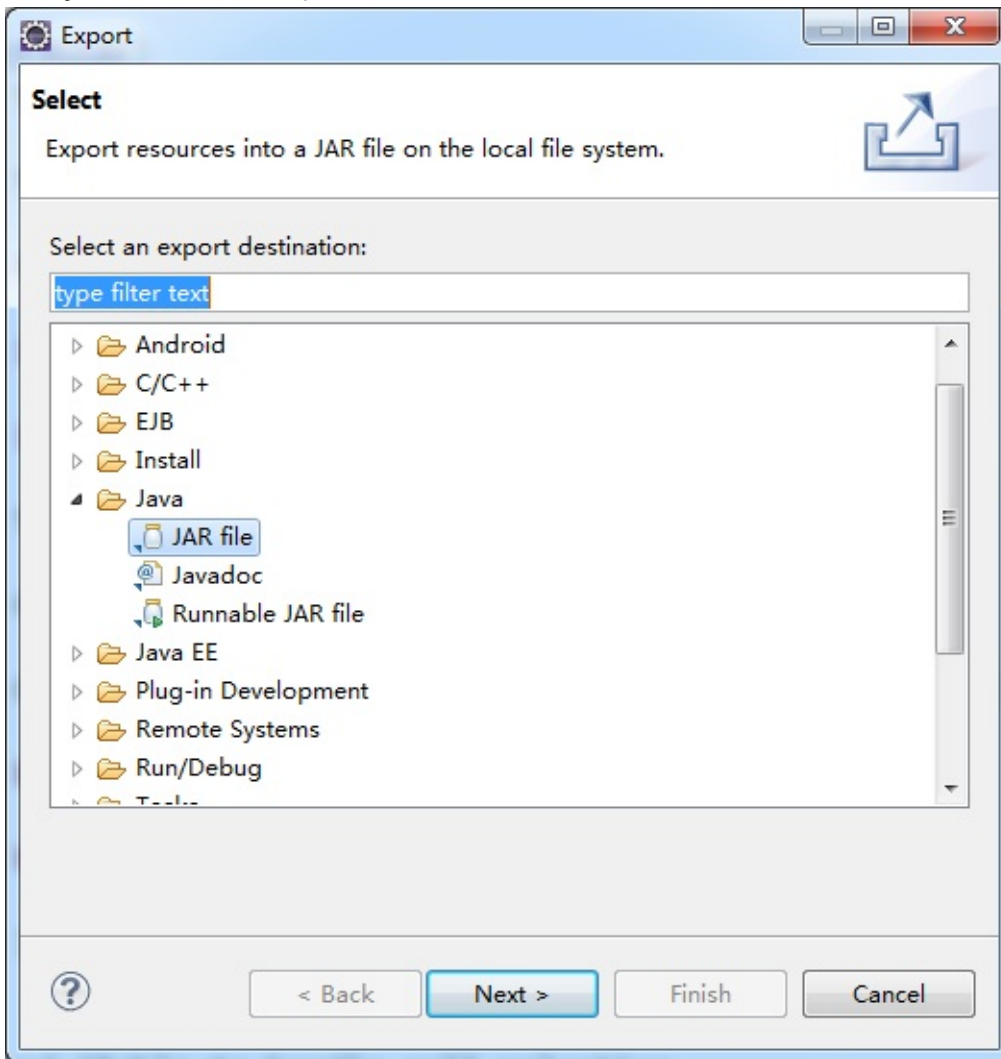 Export
Select
Export resources into a JAR file on the local file system.
Select an export destination:
type filter text
Android
C/C++
EJB
Install
Java
JAR file
Javadoc
Runnable JAR file
Java EE
Plug-in Development
Remote Systems
Run/Debug
< Back Next > Finish Cancel